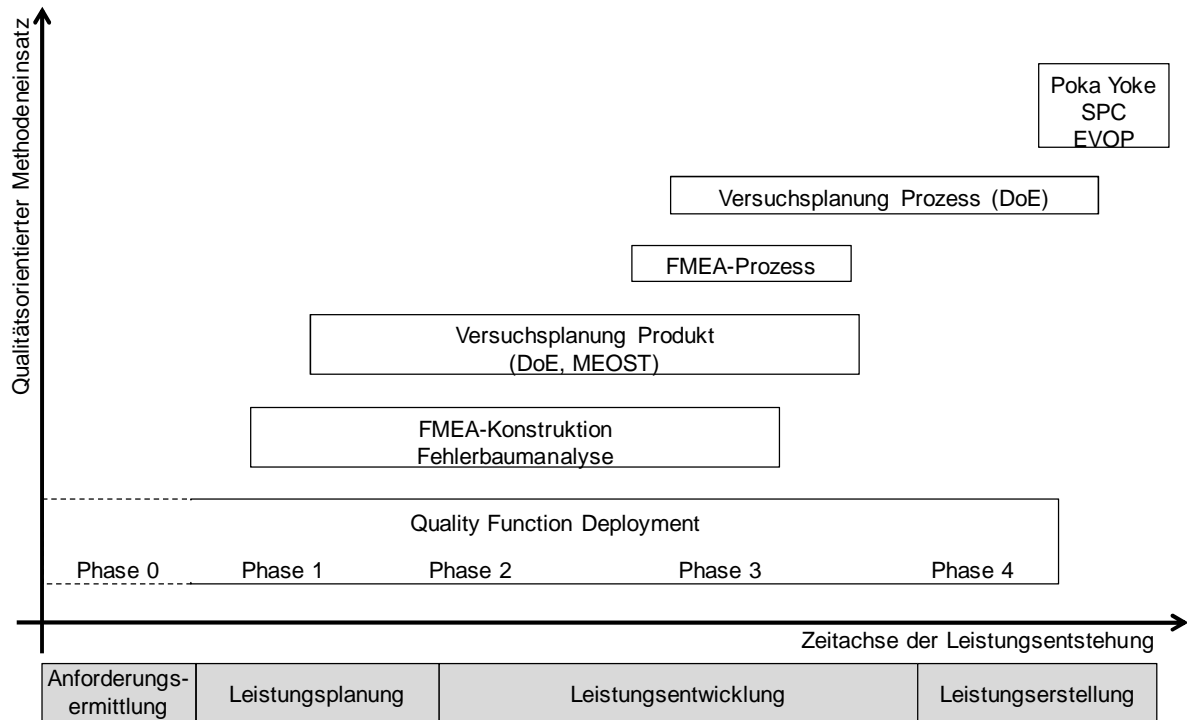 Qualitätsorientierter Methodeneinsatz
Poka Yoke
SPC
EVOP
Versuchsplanung Prozess (DoE)
FMEA-Prozess
Versuchsplanung Produkt
(DoE, MEOST)
FMEA-Konstruktion
Fehlerbaumanalyse
Quality Function Deployment
Phase 0 Phase 1 Phase 2 Phase 3 Phase 4
Zeitachse der Leistungsentstehung
Anforderungs-
ermittlung
Leistungsplanung
Leistungsentwicklung
Leistungserstellung